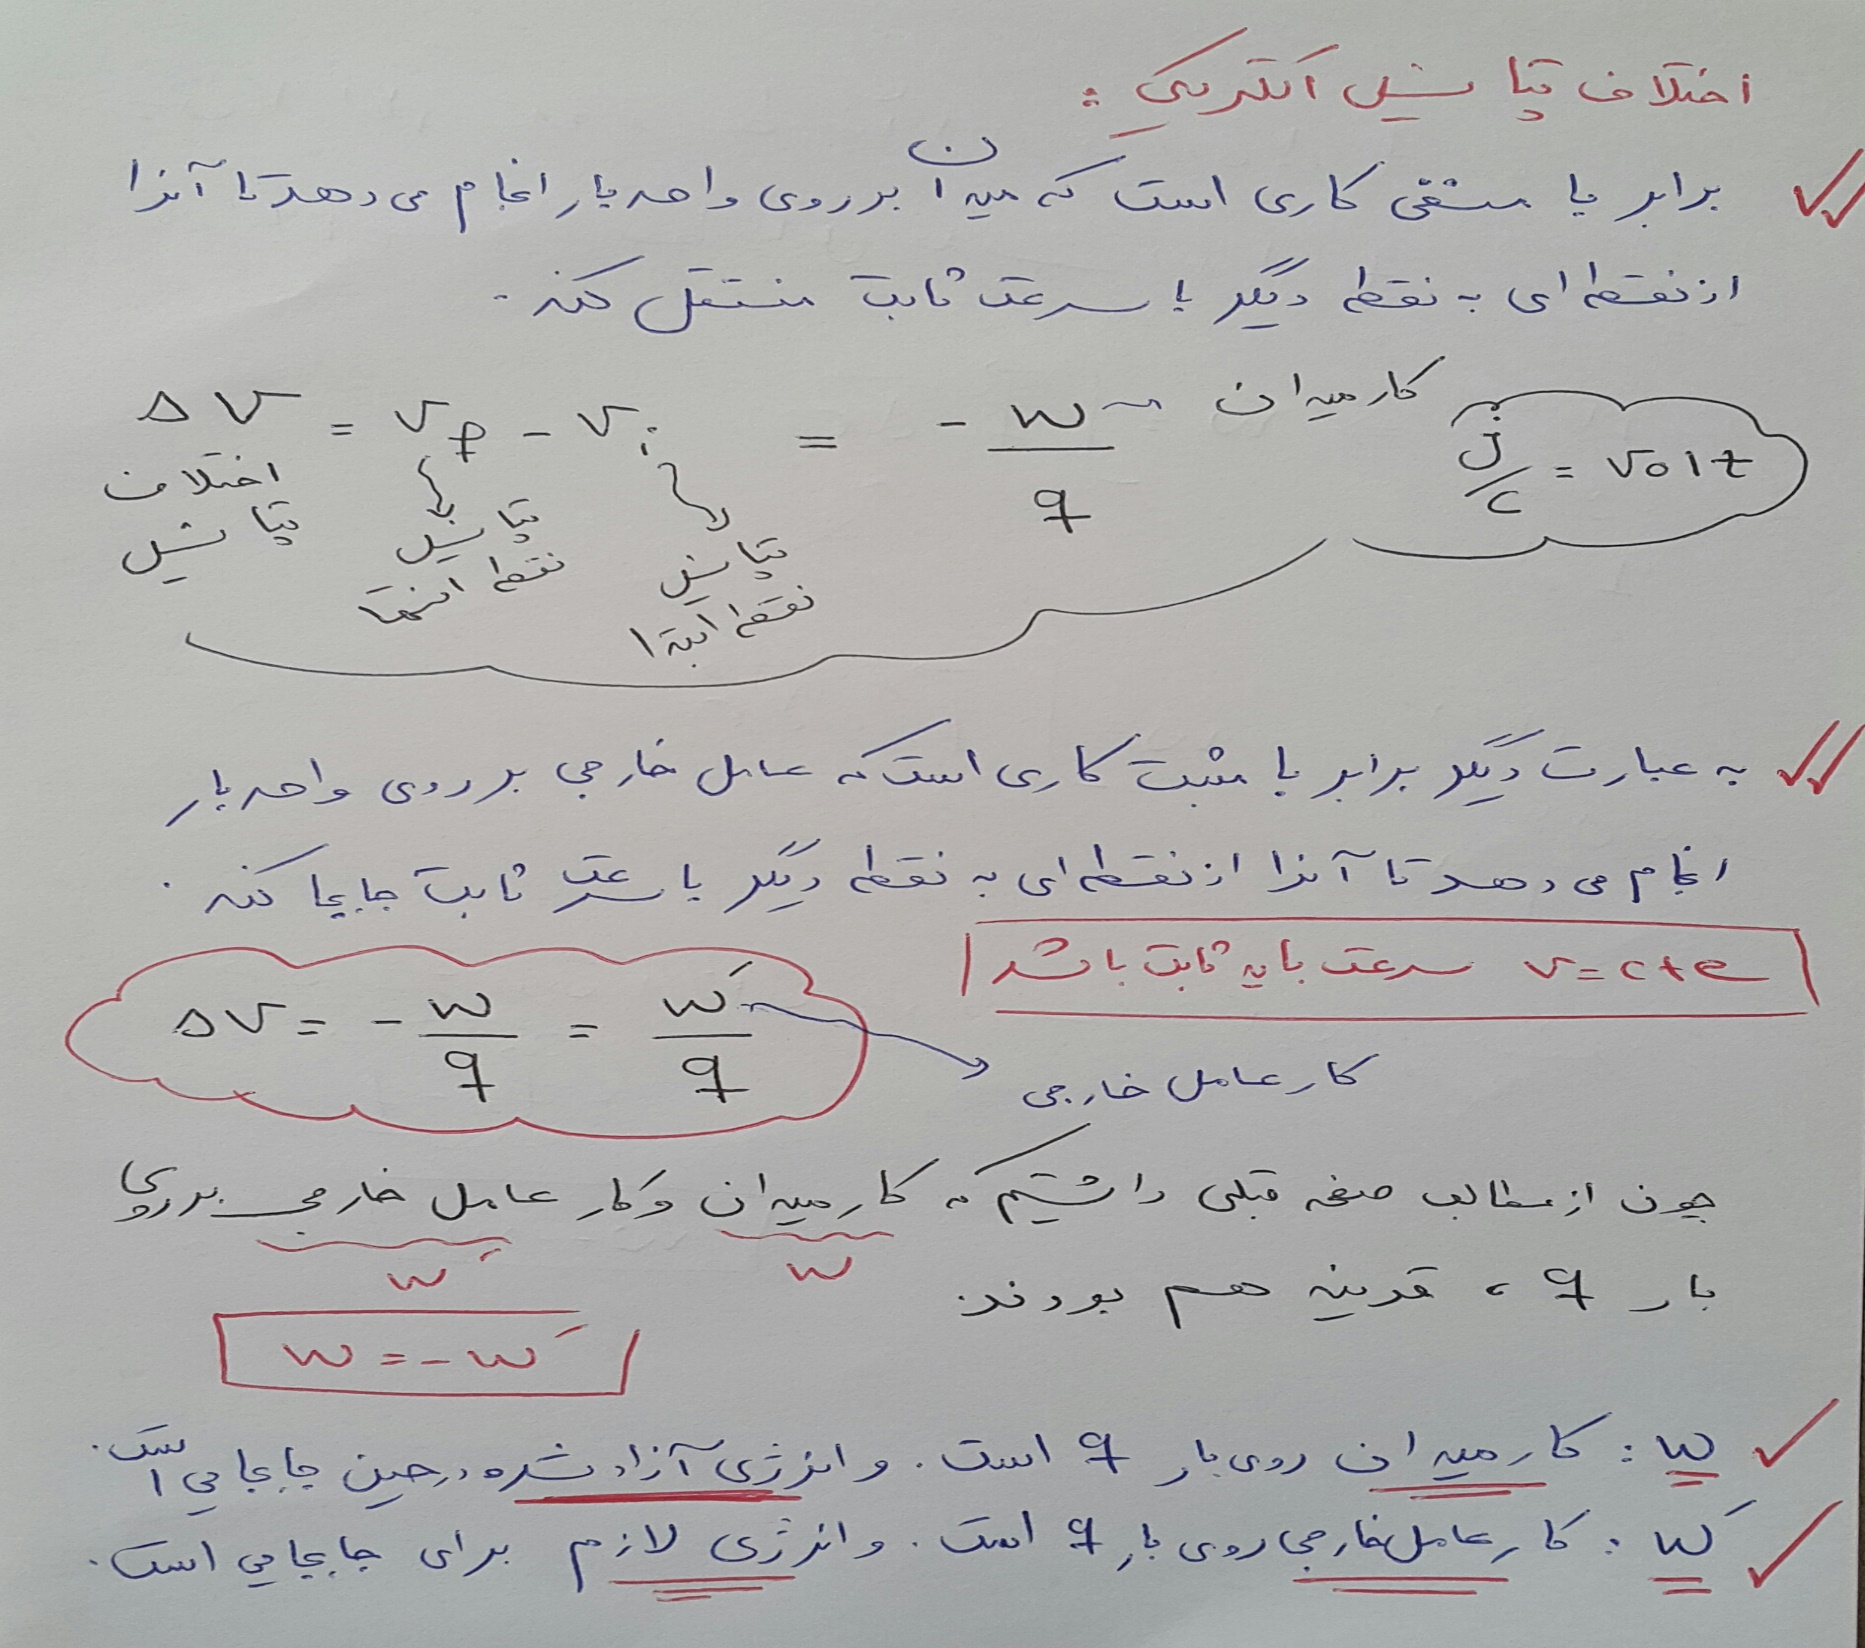 اختلاف پتانسیل الکتریکی :
برابر با منفی کاری است که میدان بر روی واحد بار انجام می دهد تا آنرا
از نقطه ای به نقطه دیگر با سرعت ثابت منتقل کند.
ΔV = Vf - Vi = - W/q کار میدان
J/C = Volt
اختلاف پتانسیل
پتانسیل نقطه انتها
پتانسیل نقطه ابتدا
به عبارت دیگر برابر با مثبت کاری است که عامل خارجی بر روی واحد بار
انجام می دهد تا آنرا از نقطه ای به نقطه دیگر با سرعت ثابت جابجا کند.
سرعت باید ثابت باشد V=cte
ΔV = - W/q = W'/q
کار عامل خارجی
چون از مطالب صفحه قبلی داشتیم که کار میدان و کار عامل خارجی بر روی
W' W
بار q ، قرینه هم بودند.
W = -W'
W : کار میدان روی بار q است. و انرژی آزاد شده در حین جابجایی است.
W' : کار عامل خارجی روی بار q است. و انرژی لازم برای جابجایی است.